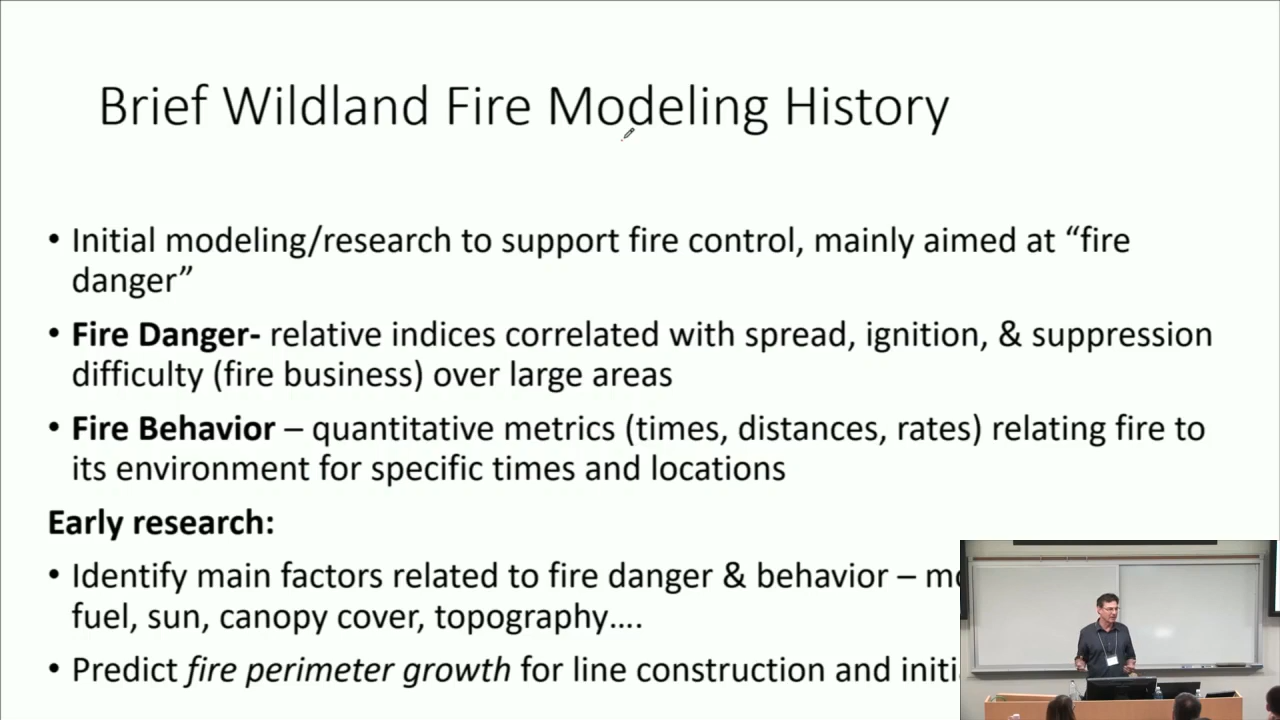 Brief Wildland Fire Modeling History
• Initial modeling/research to support fire control, mainly aimed at “fire
danger”
• Fire Danger- relative indices correlated with spread, ignition, & suppression
difficulty (fire business) over large areas
• Fire Behavior – quantitative metrics (times, distances, rates) relating fire to
its environment for specific times and locations
Early research:
• Identify main factors related to fire danger & behavior –
fuel, sun, canopy cover, topography….
• Predict fire perimeter growth for line construction and